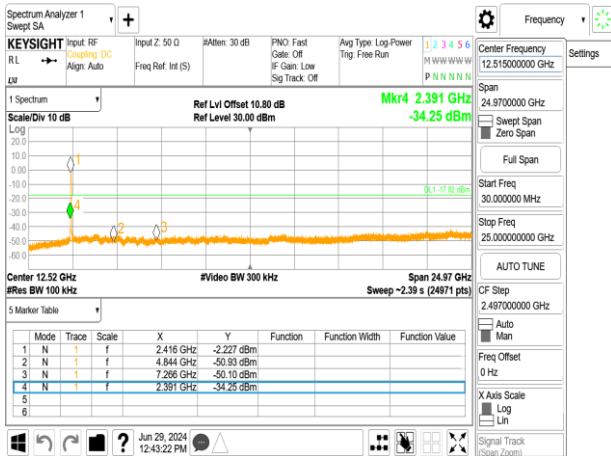 Spectrum Analyzer 1
Swept SA
+
Frequency
KEYSIGHT
RL
Input: RF
Coupling: DC
Align: Auto
Input Z: 50 Ω
Freq Ref: Int (S)
#Atten: 30 dB
PNO: Fast
Gate: Off
IF Gain: Low
Sig Track: Off
Avg Type: Log-Power
Trig: Free Run
1 2 3 4 5 6
M W W W W W
P N N N N N
LXI
1 Spectrum
Scale/Div 10 dB
Ref Lvl Offset 10.80 dB
Ref Level 30.00 dBm
Mkr4 2.391 GHz
-34.25 dBm
Log
20.0
10.0
0.00
-10.0
-20.0
-30.0
-40.0
-50.0
-60.0
1
4
2
3
DL1 -17.82 dBm
Center 12.52 GHz
#Video BW 300 kHz
Span 24.97 GHz
#Res BW 100 kHz
Sweep ~2.39 s (24971 pts)
5 Marker Table
Mode Trace Scale X Y Function Function Width Function Value
1 N 1 f 2.416 GHz -2.227 dBm
2 N 1 f 4.844 GHz -50.93 dBm
3 N 1 f 7.266 GHz -50.10 dBm
4 N 1 f 2.391 GHz -34.25 dBm
5
6
Jun 29, 2024
12:43:22 PM
?
Center Frequency
12.515000000 GHz
Settings
Span
24.9700000 GHz
Swept Span
Zero Span
Full Span
Start Freq
30.000000 MHz
Stop Freq
25.000000000 GHz
AUTO TUNE
CF Step
2.497000000 GHz
Auto
Man
Freq Offset
0 Hz
X Axis Scale
Log
Lin
Signal Track
(Span Zoom)